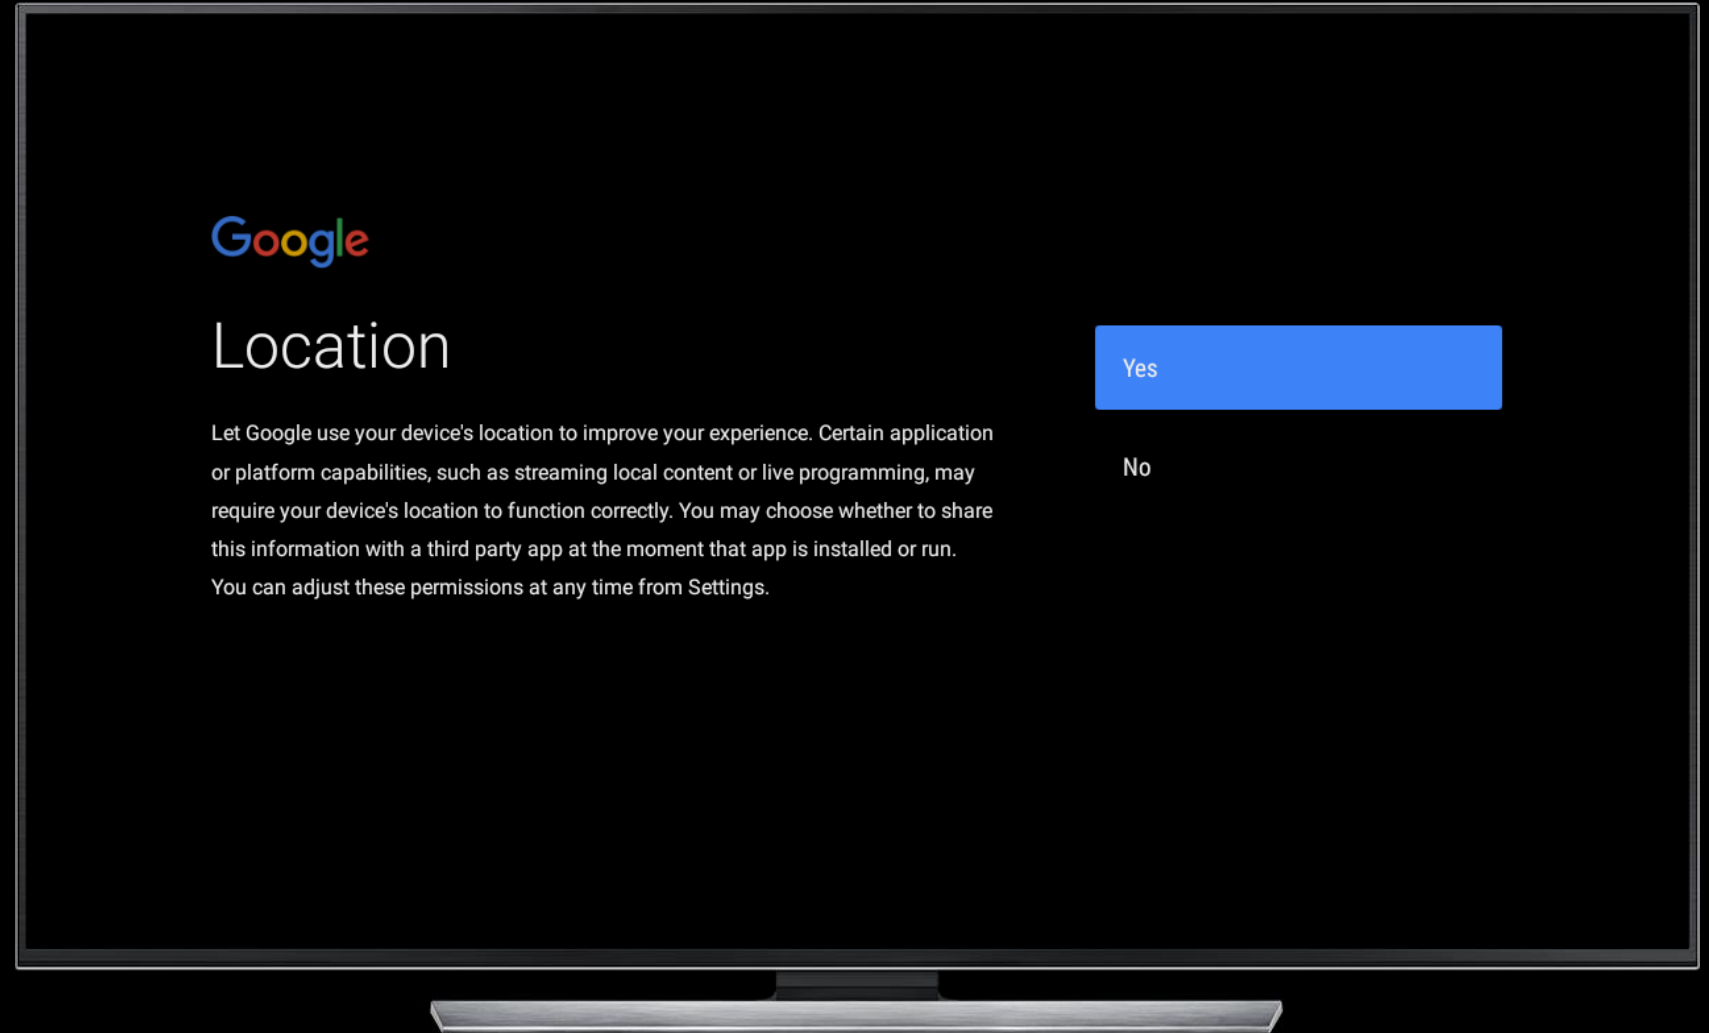 Google
Location
Let Google use your device's location to improve your experience. Certain application
or platform capabilities, such as streaming local content or live programming, may
require your device's location to function correctly. You may choose whether to share
this information with a third party app at the moment that app is installed or run.
You can adjust these permissions at any time from Settings.
Yes
No